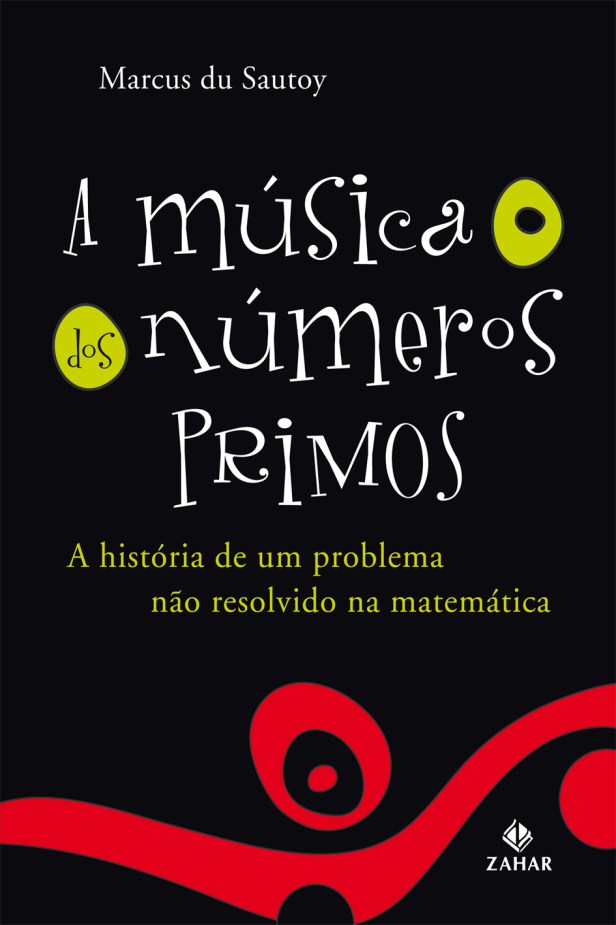 Marcus du Sautoy
A música
dos números
PRIMOS
A história de um problema
não resolvido na matemática
ZAHAR